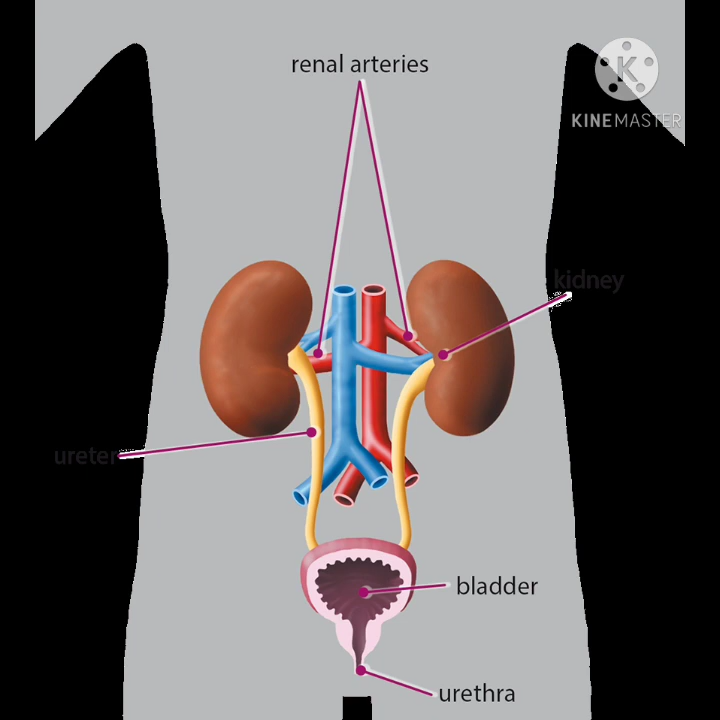 renal arteries
K
KINEMASTER
kidney
ureter
bladder
urethra